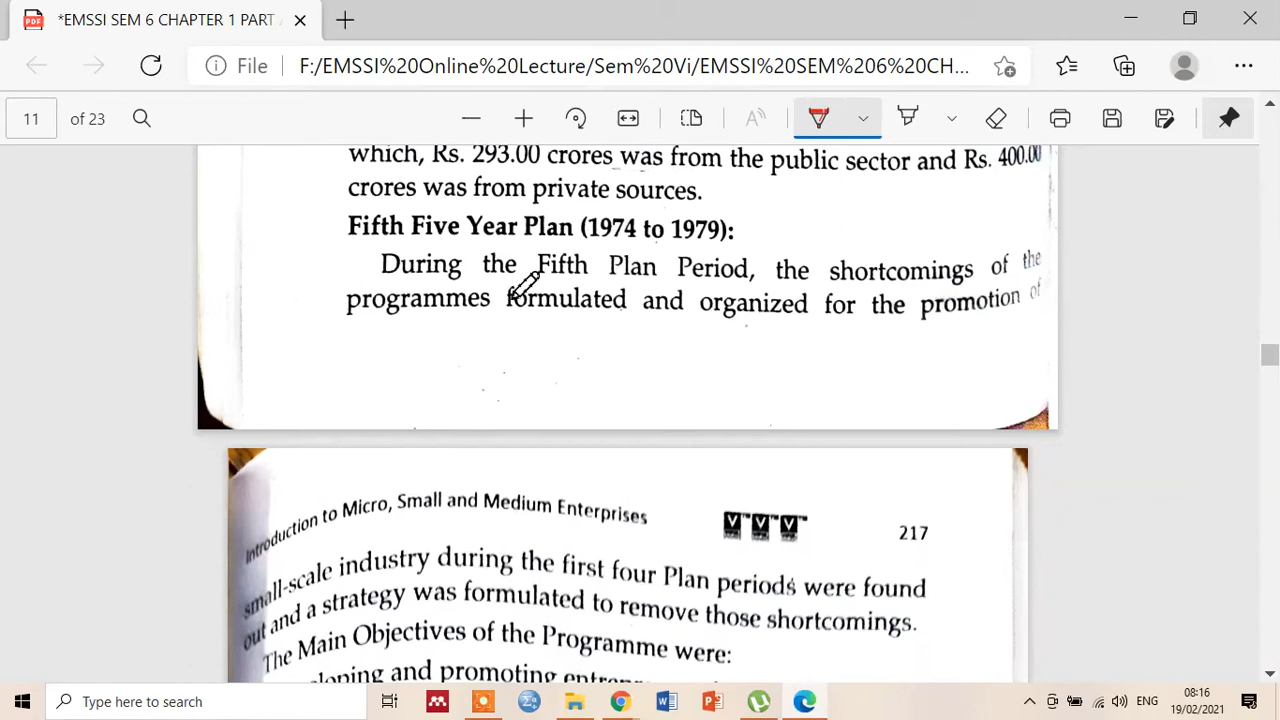 *EMSSI SEM 6 CHAPTER 1 PART
File
F:/EMSSI%20Online%20Lecture/Sem%20Vi/EMSSI%20SEM%206%20CH...
11 of 23
which, Rs. 293.00 crores was from the public sector and Rs. 400.00
crores was from private sources.
Fifth Five Year Plan (1974 to 1979):
During the Fifth Plan Period, the shortcomings of the
programmes formulated and organized for the promotion of
Introduction to Micro, Small and Medium Enterprises
217
small-scale industry during the first four Plan periods were found
out and a strategy was formulated to remove those shortcomings.
The Main Objectives of the Programme were:
and promoting
Type here to search
ENG
08:16
19/02/2021